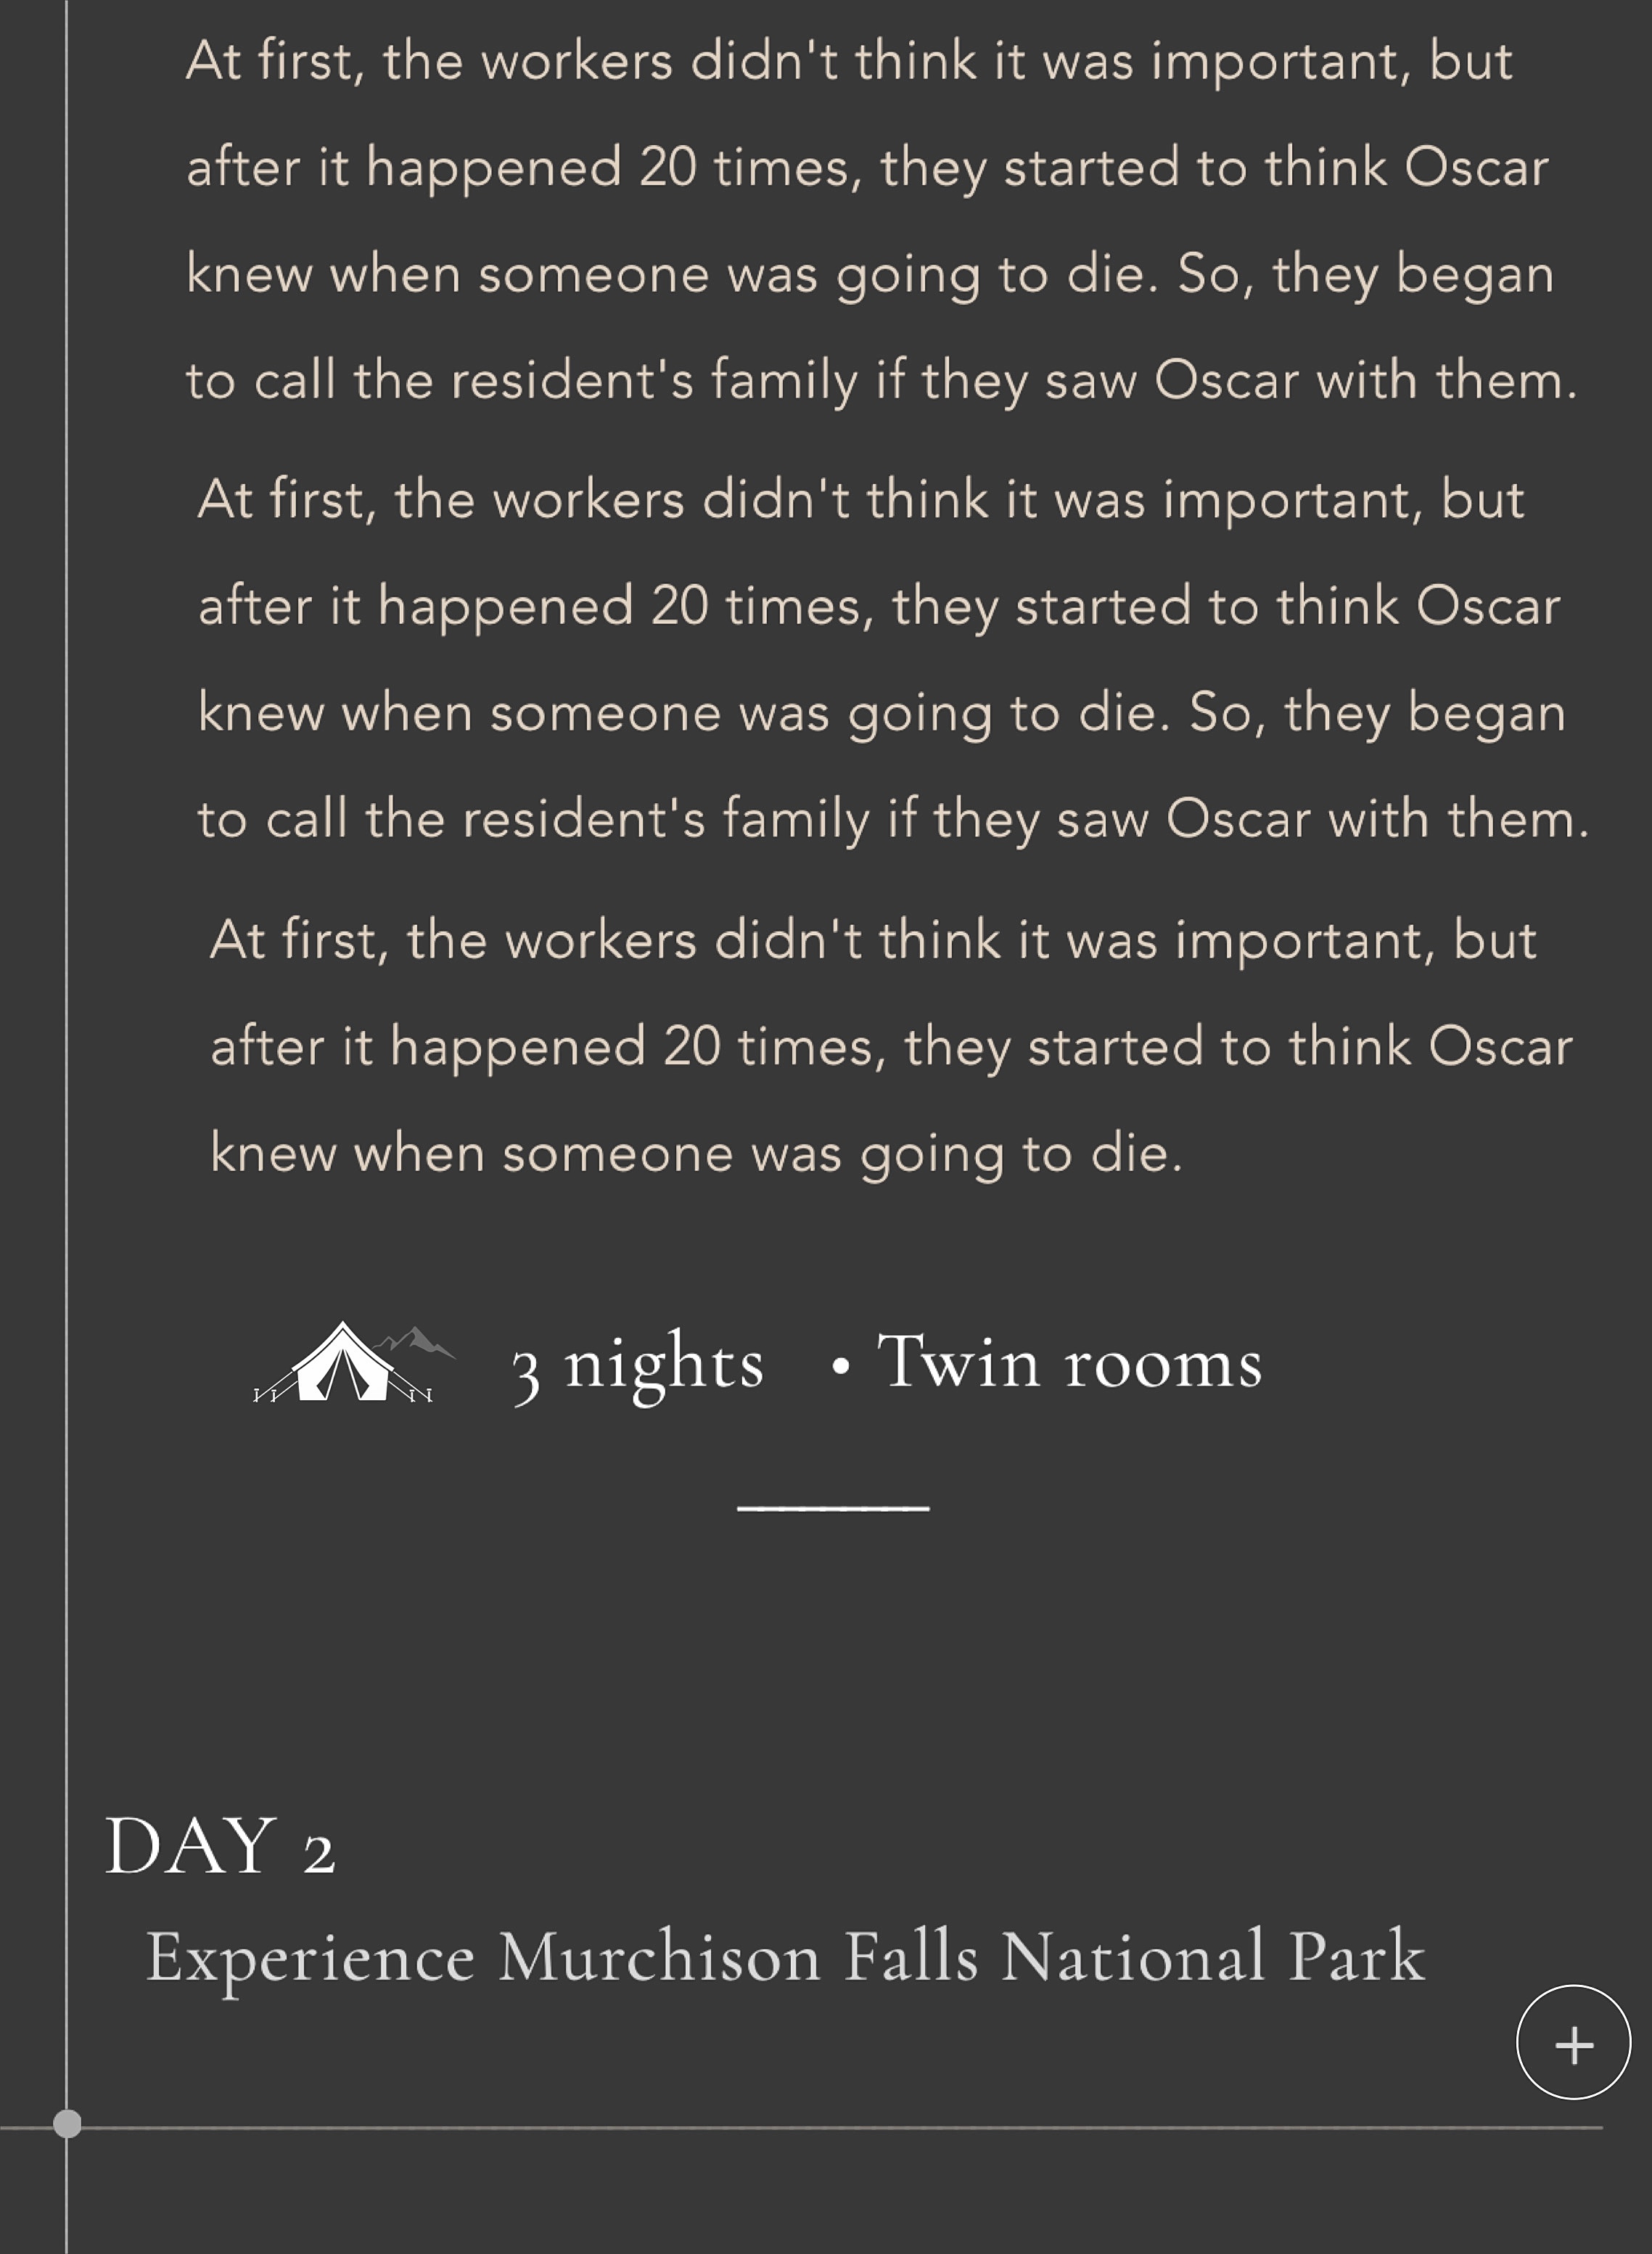 At first, the workers didn't think it was important, but
after it happened 20 times, they started to think Oscar
knew when someone was going to die. So, they began
to call the resident's family if they saw Oscar with them.
At first, the workers didn't think it was important, but
after it happened 20 times, they started to think Oscar
knew when someone was going to die. So, they began
to call the resident's family if they saw Oscar with them.
At first, the workers didn't think it was important, but
after it happened 20 times, they started to think Oscar
knew when someone was going to die.
3 nights • Twin rooms
DAY 2
Experience Murchison Falls National Park
+